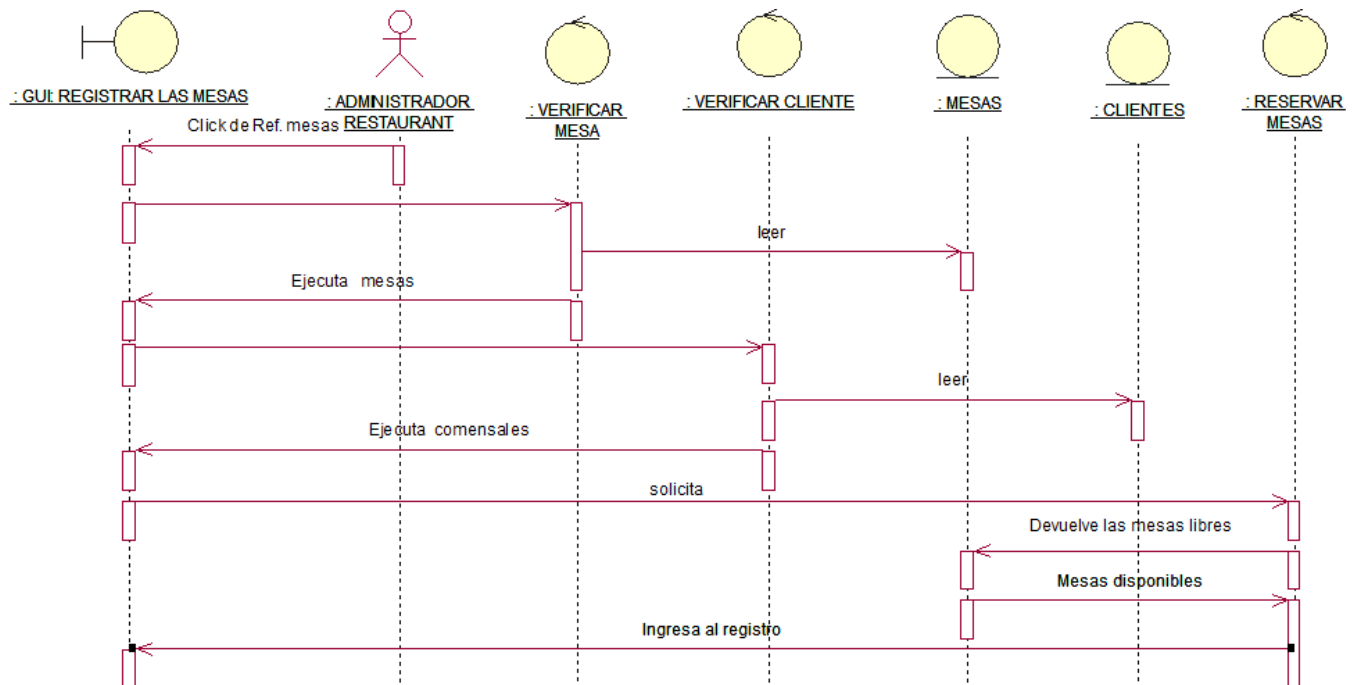 : GUI: REGISTRAR LAS MESAS
: ADMINISTRADOR
RESTAURANT
: VERIFICAR
MESA
: VERIFICAR CLIENTE
: MESAS
: CLIENTES
: RESERVAR
MESAS
Click de Ref. mesas
leer
Ejecuta mesas
leer
Ejecuta comensales
solicita
Devuelve las mesas libres
Mesas disponibles
Ingresa al registro